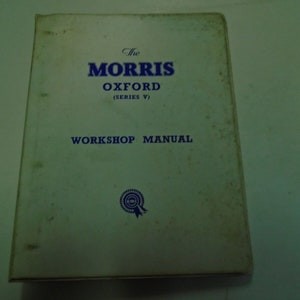 The
MORRIS
OXFORD
(SERIES V)
WORKSHOP MANUAL